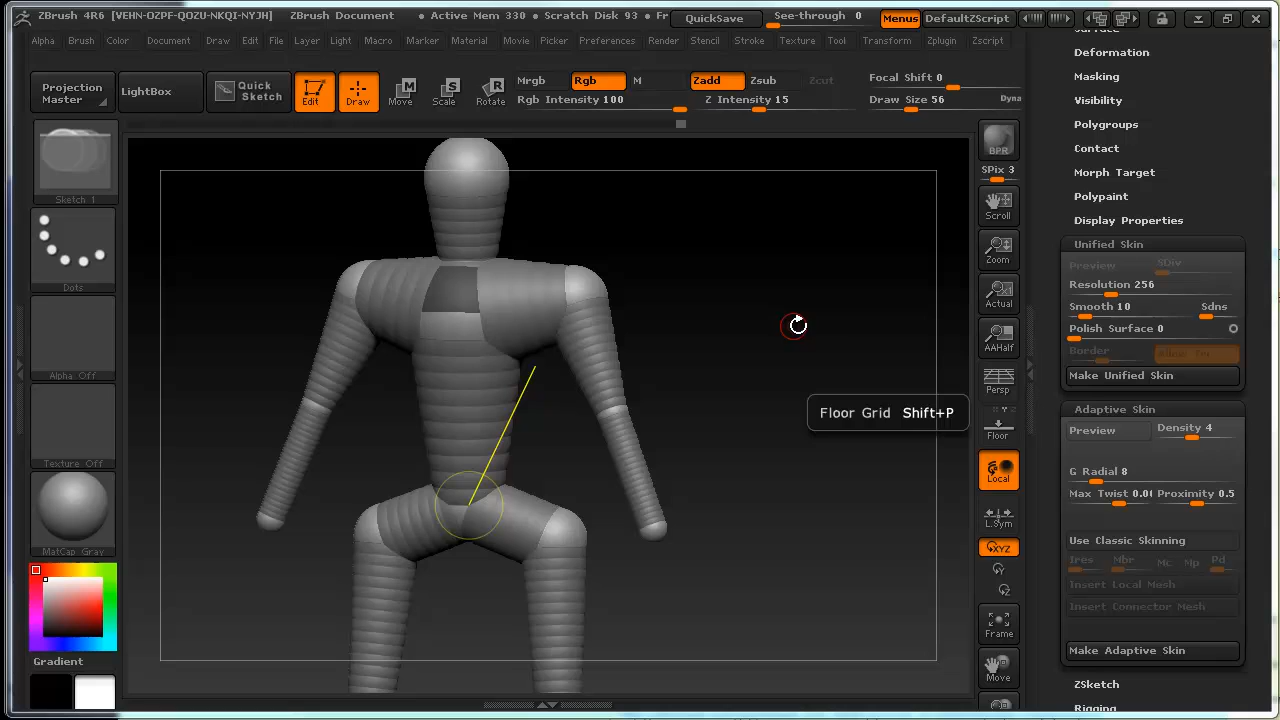 ZBrush 4R6 [VEHN-OZPF-QOZU-NKQI-NYJH] ZBrush Document • Active Mem 330 • Scratch Disk 93 • Fr QuickSave See-through 0 Menus DefaultZScript
Alpha Brush Color Document Draw Edit File Layer Light Macro Marker Material Movie Picker Preferences Render Stencil Stroke Texture Tool Transform Zplugin Zscript
Projection Master
LightBox
Quick Sketch
Edit
Draw
Move
Scale
Rotate
Mrgb Rgb M Zadd Zsub Zcut
Rgb Intensity 100 Z Intensity 15
Focal Shift 0
Draw Size 56 Dyna
Sketch 1
Dots
Alpha Off
Texture Off
MatCap Gray
Gradient
Floor Grid Shift+P
BPR
SPix 3
Scroll
Zoom
Actual
AAHalf
Persp
Floor
Local
L.Sym
XYZ
Y
Z
Frame
Move
Surface
Deformation
Masking
Visibility
Polygroups
Contact
Morph Target
Polypaint
Display Properties
Unified Skin
Preview SDiv
Resolution 256
Smooth 10 Sdns
Polish Surface 0
Border
Make Unified Skin
Adaptive Skin
Preview Density 4
G Radial 8
Max Twist 0.0 Proximity 0.5
Use Classic Skinning
Ires Mbr Mc Mp Pd
Insert Local Mesh
Insert Connector Mesh
Make Adaptive Skin
ZSketch
Rigging